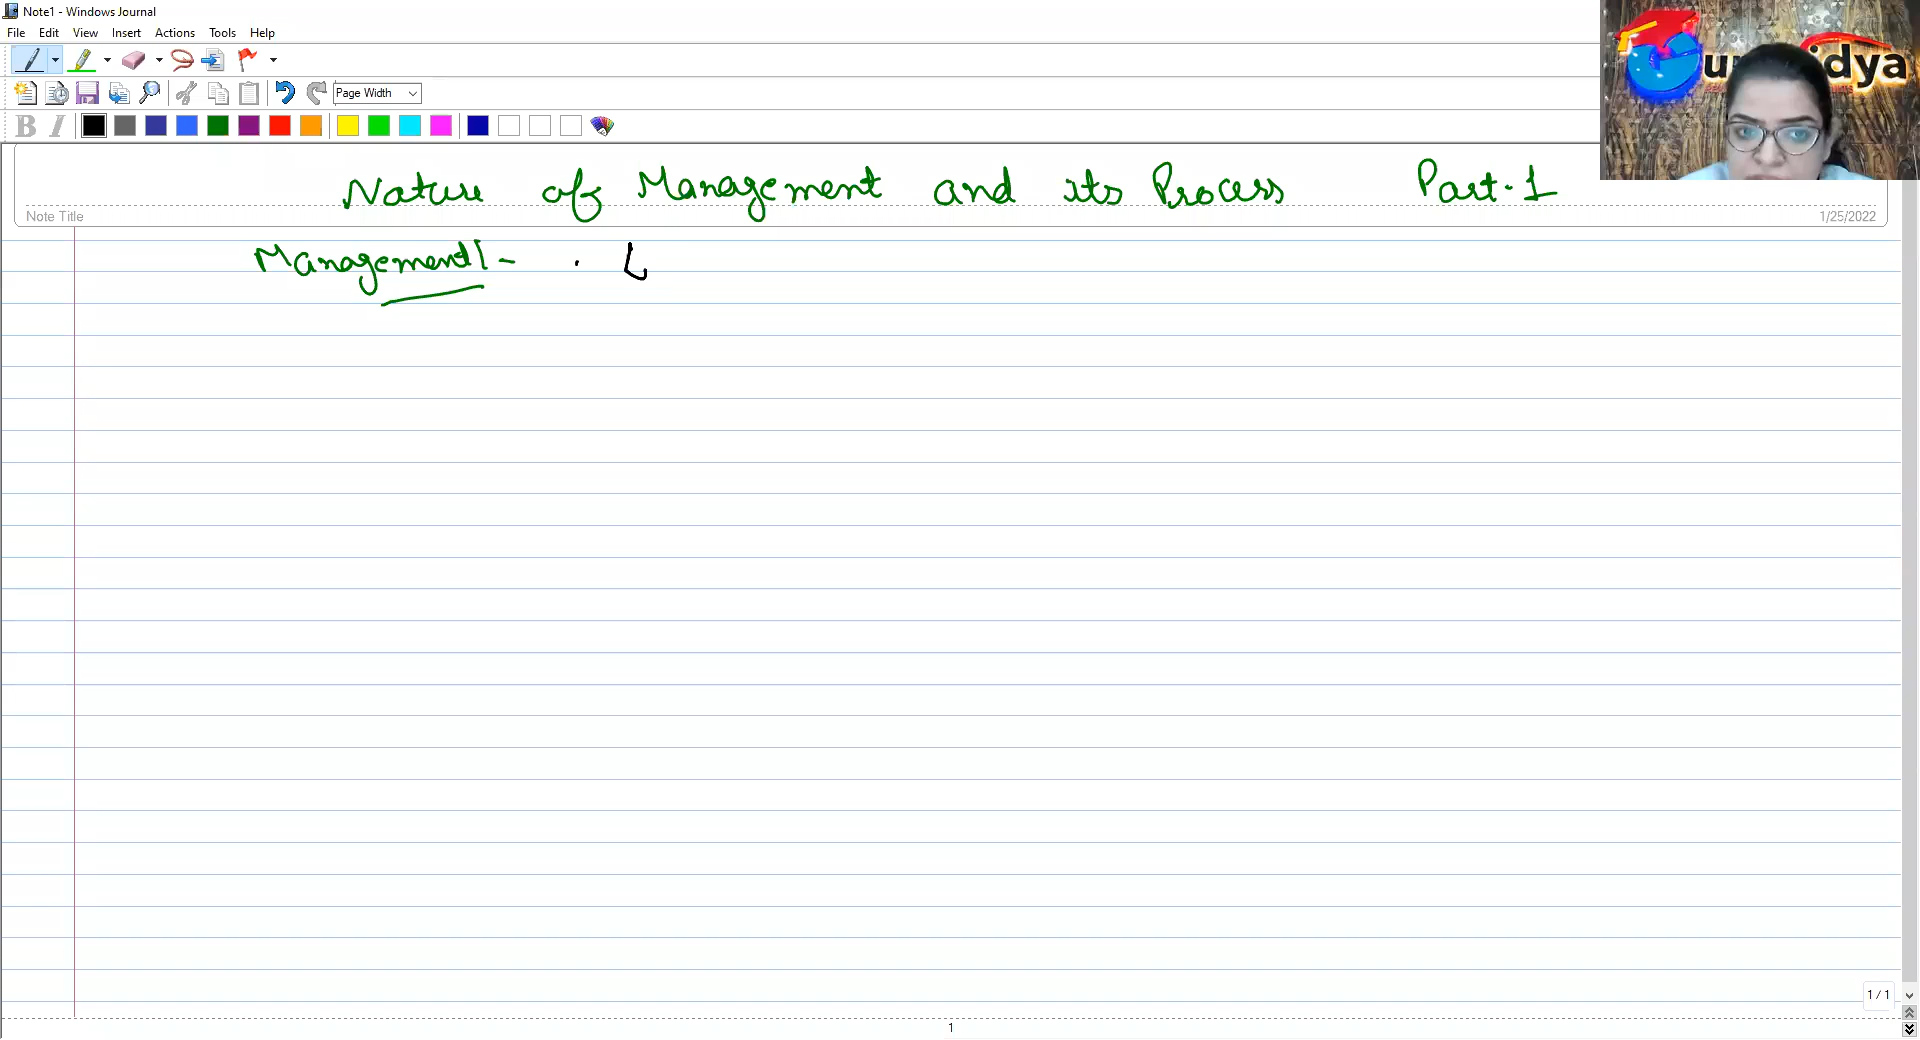 Note1 - Windows Journal
File Edit View Insert Actions Tools Help
Page Width
B I
Nature of Management and its Process Part-1
Note Title
1/25/2022
Management :-
1 / 1
1